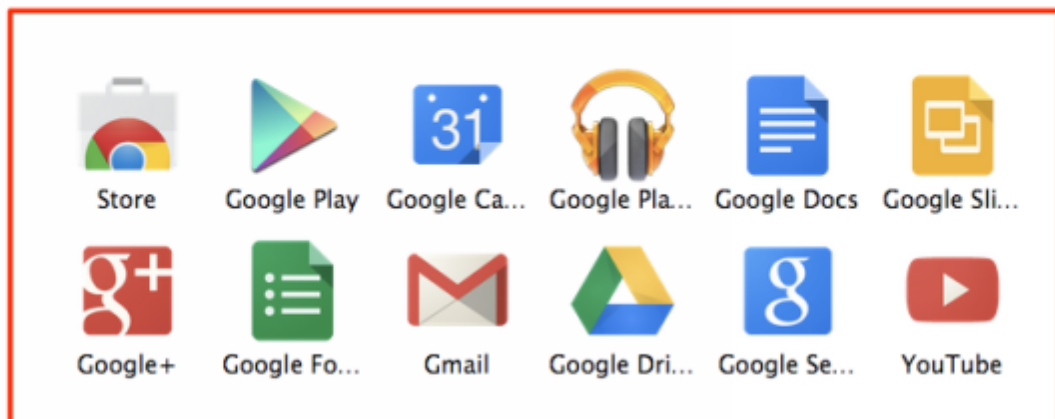 31
Store Google Play Google Ca... Google Pla... Google Docs Google Sli...
g+ g
Google+ Google Fo... Gmail Google Dri... Google Se... YouTube